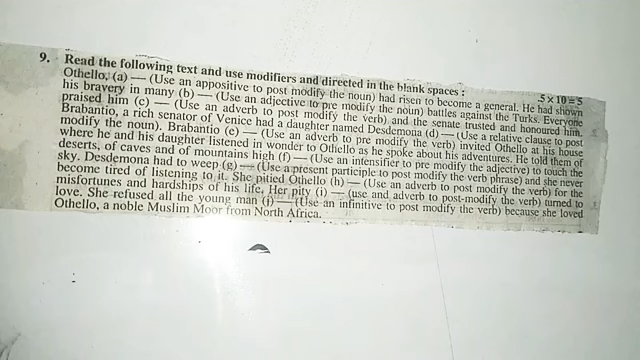 9. Read the following text and use modifiers and directed in the blank spaces :
.5×10=5
Othello, (a) — (Use an appositive to post modify the noun) had risen to become a general. He had shown
his bravery in many (b) — (Use an adjective to pre modify the noun) battles against the Turks. Everyone
praised him (c) — (Use an adverb to post modify the verb) and the senate trusted and honoured him.
Brabantio, a rich senator of Venice had a daughter named Desdemona (d) — (Use a relative clause to post
modify the noun). Brabantio (e) — (Use an adverb to pre modify the verb) invited Othello at his house
where he and his daughter listened in wonder to Othello as he spoke about his adventures. He told them of
deserts, of caves and of mountains high (f) — (Use an intensifier to pre modify the adjective) to touch the
sky. Desdemona had to weep (g) — (Use a present participle to post modify the verb phrase) and she never
become tired of listening to it. She pitied Othello (h) — (Use an adverb to post modify the verb) for the
misfortunes and hardships of his life. Her pity (i) — (use and adverb to post-modify the verb) turned to
love. She refused all the young man (j) — (Use an infinitive to post modify the verb) because she loved
Othello, a noble Muslim Moor from North Africa.